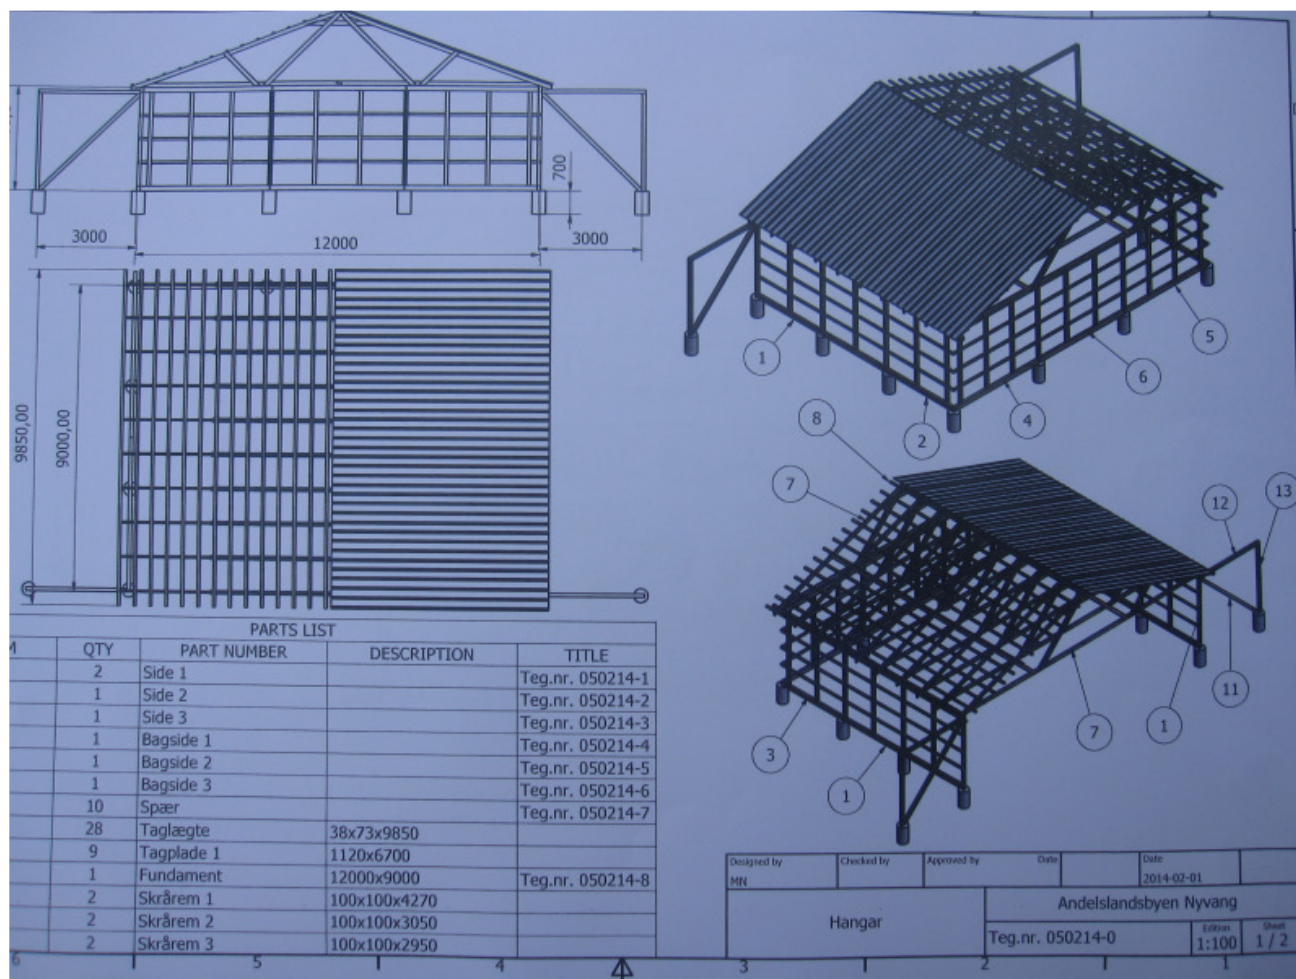 700
3000
12000
3000
9850,00
9000,00
1
2
4
6
5
8
7
12
13
3
1
7
1
11
PARTS LIST
QTY PART NUMBER DESCRIPTION TITLE
2 Side 1 Teg.nr. 050214-1
1 Side 2 Teg.nr. 050214-2
1 Side 3 Teg.nr. 050214-3
1 Bagside 1 Teg.nr. 050214-4
1 Bagside 2 Teg.nr. 050214-5
1 Bagside 3 Teg.nr. 050214-6
10 Spær Teg.nr. 050214-7
28 Taglægte 38x73x9850
9 Tagplade 1 1120x6700
1 Fundament 12000x9000 Teg.nr. 050214-8
2 Skrårem 1 100x100x4270
2 Skrårem 2 100x100x3050
2 Skrårem 3 100x100x2950
Designed by Checked by Approved by Date Date
MN 2014-02-01
Hangar
Andelslandsbyen Nyvang
Teg.nr. 050214-0
Edition
1:100
Sheet
1 / 2
6 5 4 3 2 1